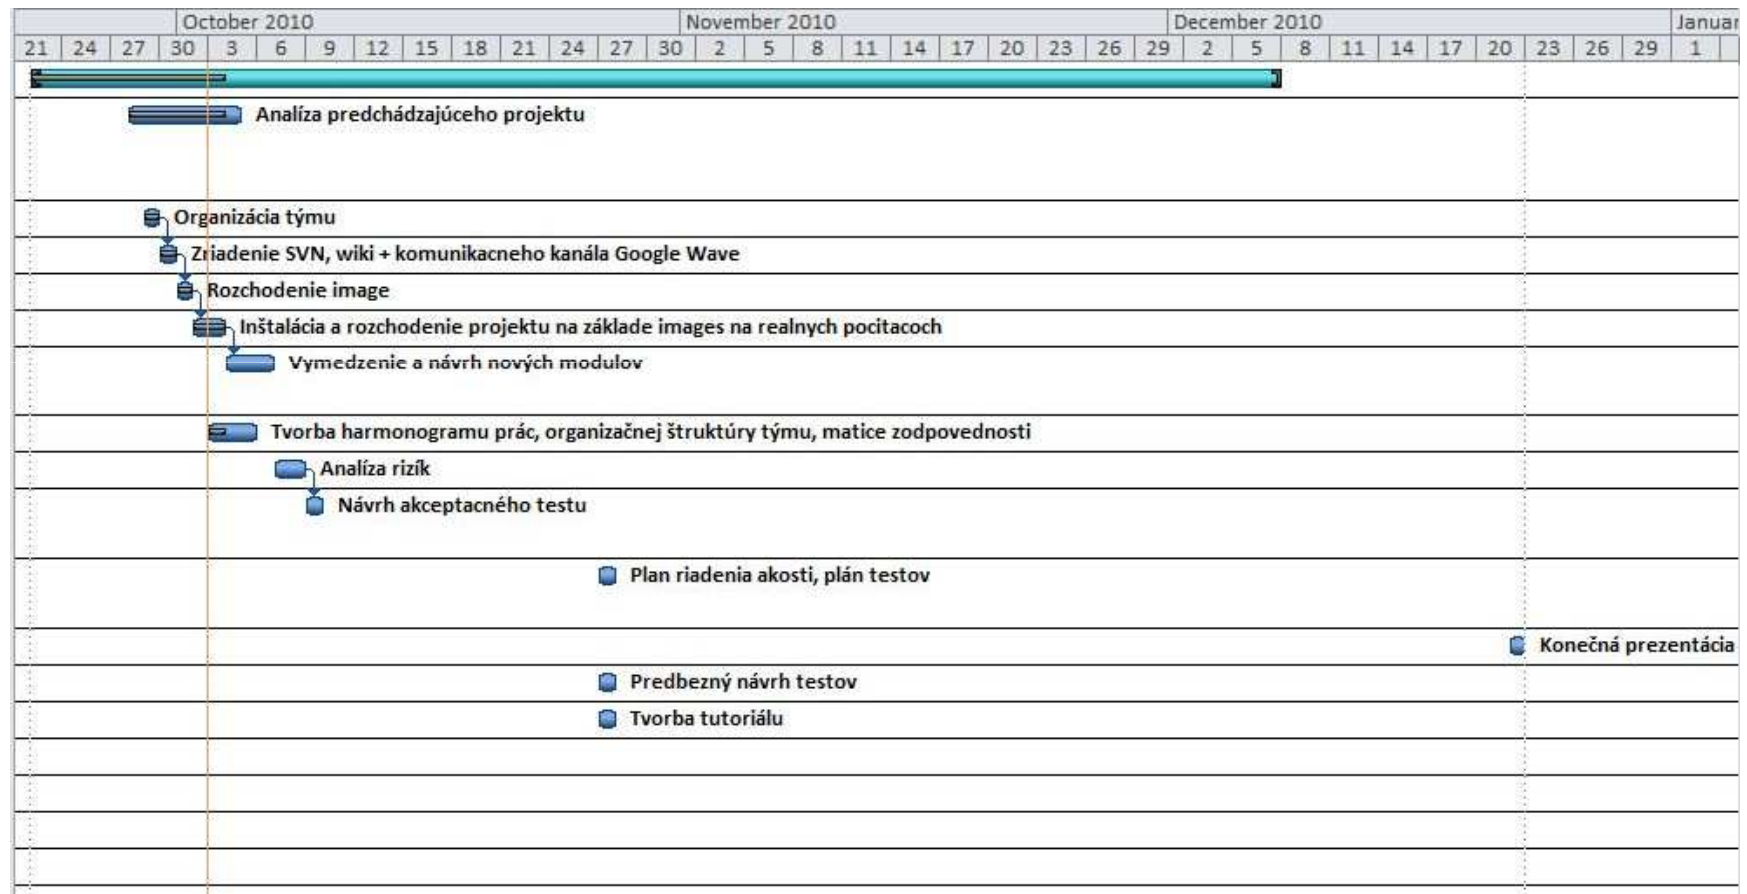 October 2010 November 2010 December 2010 Januar
21 24 27 30 3 6 9 12 15 18 21 24 27 30 2 5 8 11 14 17 20 23 26 29 2 5 8 11 14 17 20 23 26 29 1
Analíza predchádzajúceho projektu
Organizácia týmu
Zriadenie SVN, wiki + komunikacneho kanála Google Wave
Rozchodenie image
Inštalácia a rozchodenie projektu na základe images na realnych pocitacoch
Vymedzenie a návrh nových modulov
Tvorba harmonogramu prác, organizačnej štruktúry týmu, matice zodpovednosti
Analíza rizík
Návrh akceptacného testu
Plan riadenia akosti, plán testov
Konečná prezentácia
Predbezný návrh testov
Tvorba tutoriálu